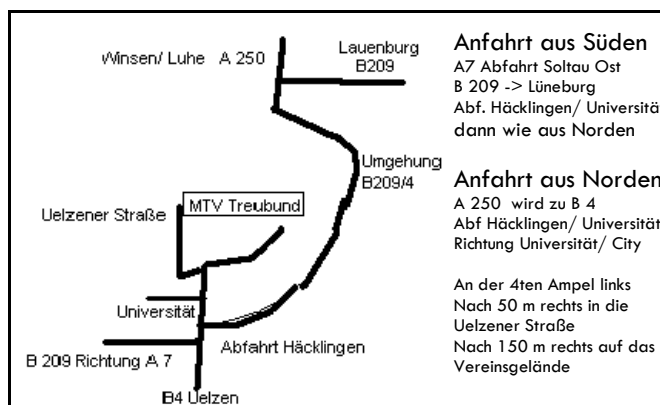 Winsen/ Luhe A 250
Lauenburg
B209
Umgehung
B209/4
MTV Treubund
Uelzener Straße
Universität
Abfahrt Häcklingen
B 209 Richtung A 7
B4 Uelzen
Anfahrt aus Süden
A7 Abfahrt Soltau Ost
B 209 -> Lüneburg
Abf. Häcklingen/ Universitä
dann wie aus Norden
Anfahrt aus Norden
A 250 wird zu B 4
Abf Häcklingen/ Universität
Richtung Universität/ City
An der 4ten Ampel links
Nach 50 m rechts in die
Uelzener Straße
Nach 150 m rechts auf das
Vereinsgelände